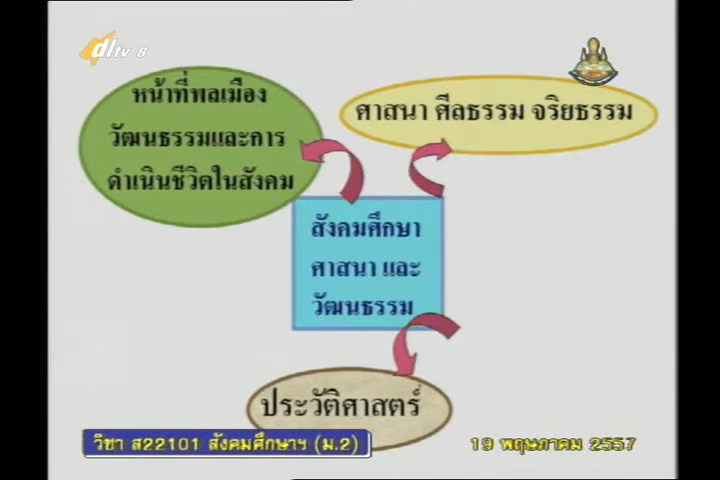 dltv 8
หน้าที่พลเมือง
วัฒนธรรมและการ
ดำเนินชีวิตในสังคม
ศาสนา ศีลธรรม จริยธรรม
สังคมศึกษา
ศาสนา และ
วัฒนธรรม
ประวัติศาสตร์
วิชา ส22101 สังคมศึกษาฯ (ม.2)
19 พฤษภาคม 2557